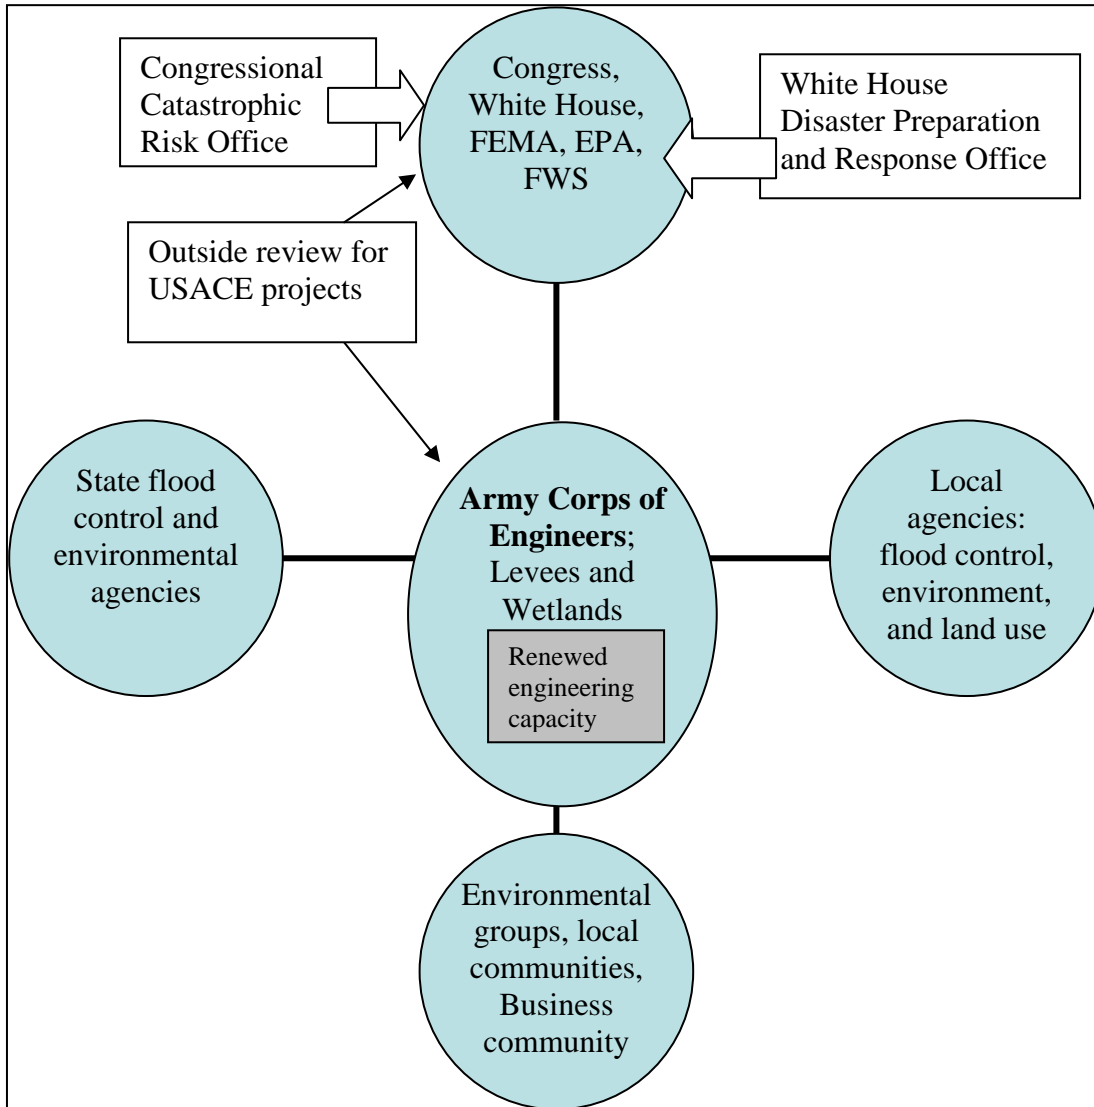 Congressional
Catastrophic
Risk Office
Congress,
White House,
FEMA, EPA,
FWS
White House
Disaster Preparation
and Response Office
Outside review for
USACE projects
State flood
control and
environmental
agencies
Army Corps of
Engineers;
Levees and
Wetlands
Renewed
engineering
capacity
Local
agencies:
flood control,
environment,
and land use
Environmental
groups, local
communities,
Business
community